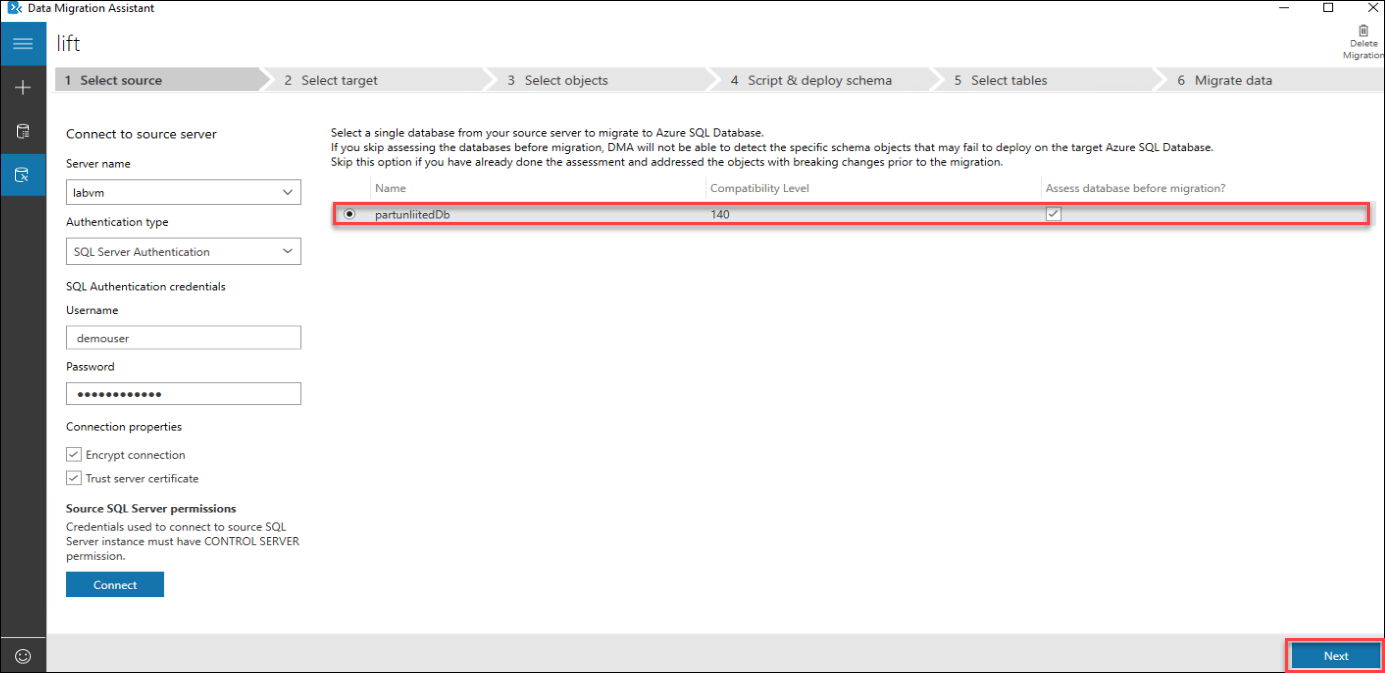 Data Migration Assistant
lift
Delete
Migration
1 Select source
2 Select target
3 Select objects
4 Script & deploy schema
5 Select tables
6 Migrate data
Connect to source server
Server name
labvm
Authentication type
SQL Server Authentication
SQL Authentication credentials
Username
demouser
Password
●●●●●●●●●●●●
Connection properties
Encrypt connection
Trust server certificate
Source SQL Server permissions
Credentials used to connect to source SQL
Server instance must have CONTROL SERVER
permission.
Connect
Select a single database from your source server to migrate to Azure SQL Database.
If you skip assessing the databases before migration, DMA will not be able to detect the specific schema objects that may fail to deploy on the target Azure SQL Database.
Skip this option if you have already done the assessment and addressed the objects with breaking changes prior to the migration.
Name Compatibility Level Assess database before migration?
partunliitedDb 140
Next